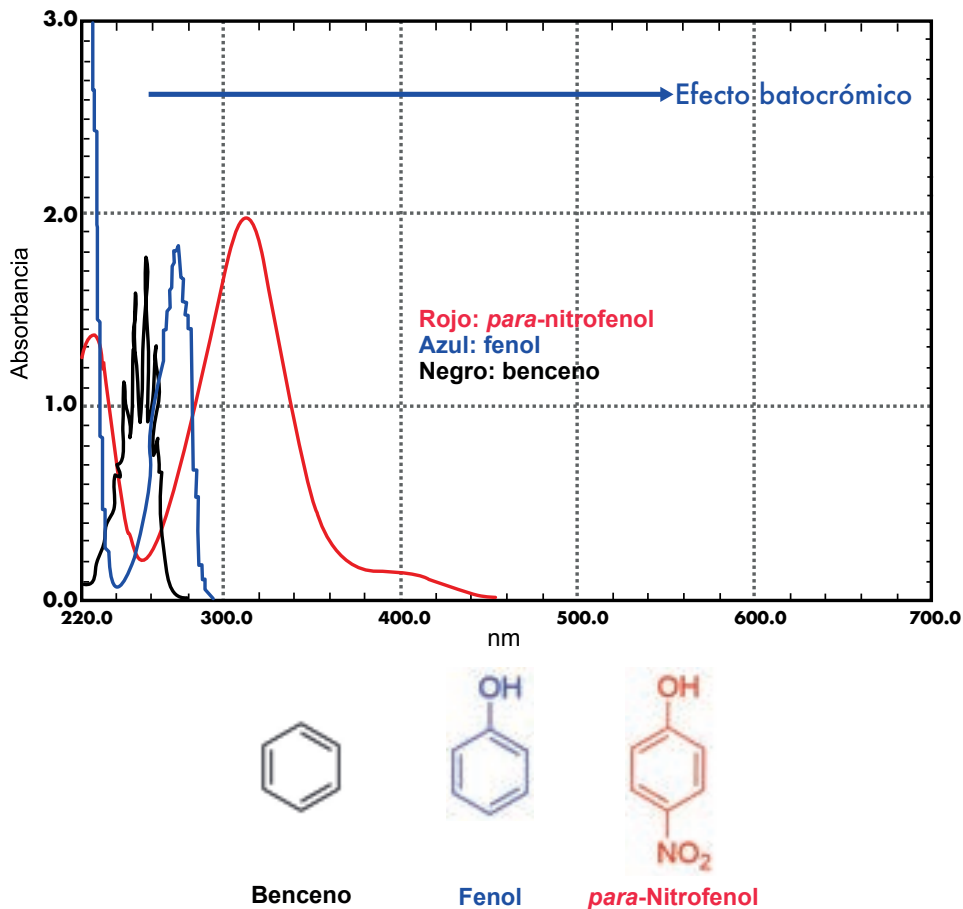 3.0
Efecto batocrómico
2.0
Absorbancia
Rojo: para-nitrofenol
Azul: fenol
Negro: benceno
1.0
0.0
220.0 300.0 400.0 500.0 600.0 700.0
nm
OH OH
NO2
Benceno Fenol para-Nitrofenol